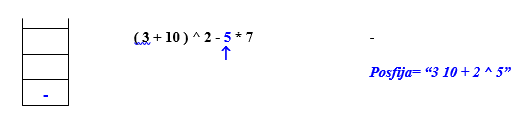 ( 3 + 10 ) ^ 2 - 5 * 7
-
Posfija= “3 10 + 2 ^ 5”
-